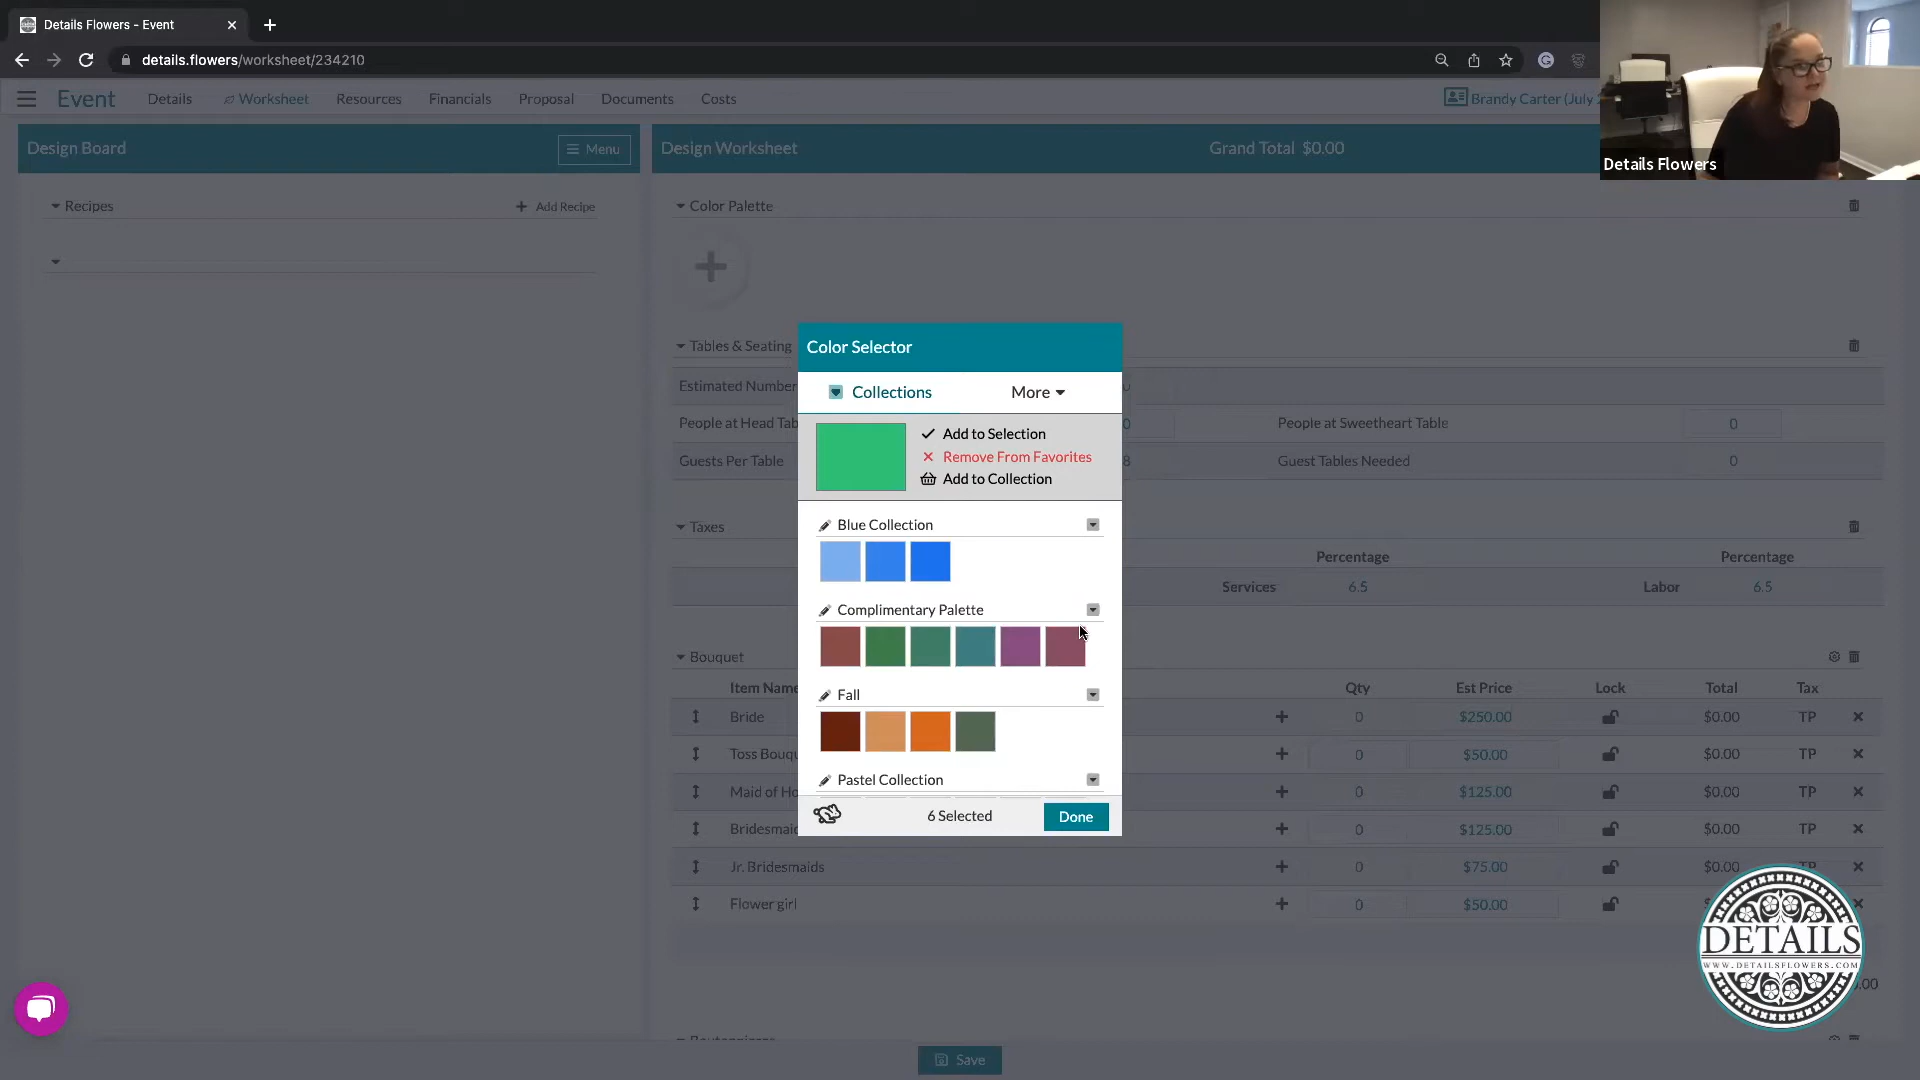 Details Flowers - Event
details.flowers/worksheet/234210
Event Details Worksheet Resources Financials Proposal Documents Costs
Brandy Carter (July
Details Flowers
Design Board
Menu
Design Worksheet
Grand Total $0.00
Recipes
Add Recipe
Color Palette
Color Selector
Collections
More
Add to Selection
Remove From Favorites
Add to Collection
Blue Collection
Complimentary Palette
Fall
Pastel Collection
6 Selected
Done
Tables & Seating
Estimated Number
People at Head
People at Sweetheart Table 0
Guests Per Table 8
Guest Tables Needed 0
Taxes
Percentage Percentage
Services 6.5 Labor 6.5
Bouquet
Item Name Qty Est Price Lock Total Tax
Bride 0 $250.00 $0.00 TP
Toss 0 $50.00 $0.00 TP
Maid of 0 $125.00 $0.00 TP
0 $125.00 $0.00 TP
Jr. Bridesmaids 0 $75.00 $0.00 TP
Flower girl 0 $50.00
DETAILS
WWW.DETAILSFLOWERS.COM
Save